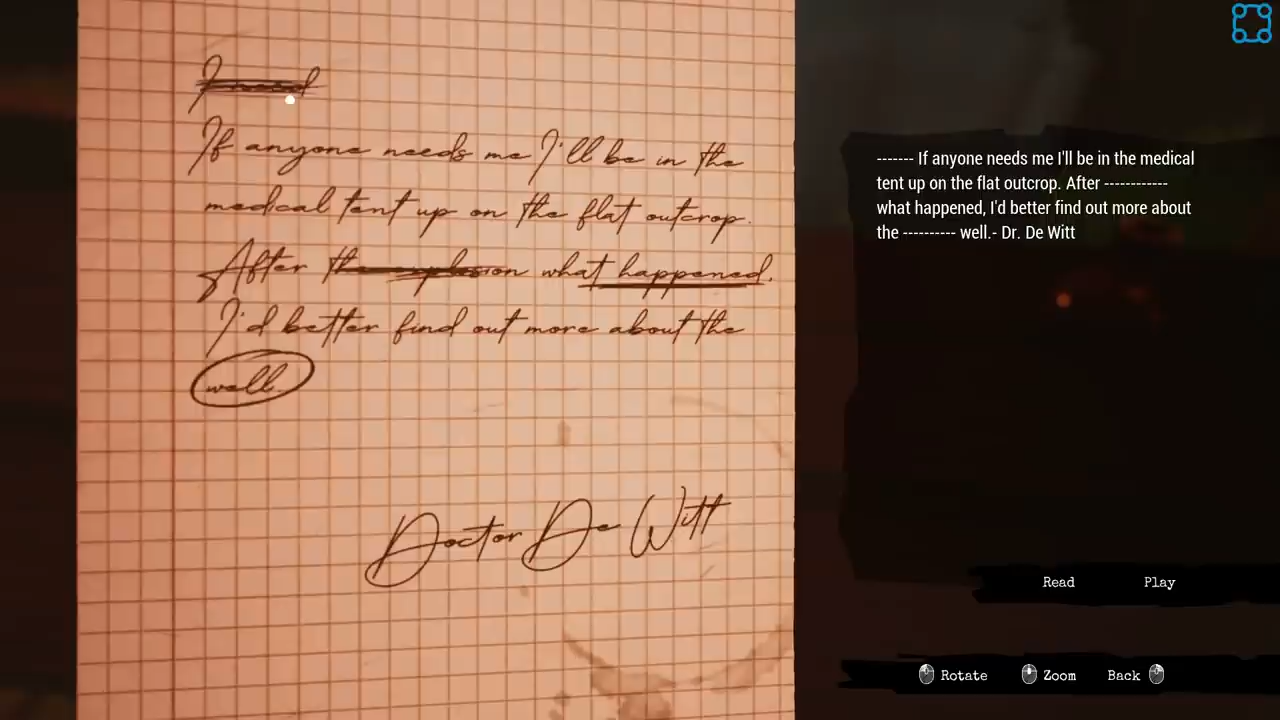 If anyone needs me I'll be in the
medical tent up on the flat outcrop.
After the explosion what happened,
I'd better find out more about the
well.
Doctor De Witt
------- If anyone needs me I'll be in the medical
tent up on the flat outcrop. After ------------
what happened, I'd better find out more about
the ---------- well.- Dr. De Witt
Read Play
Rotate Zoom Back